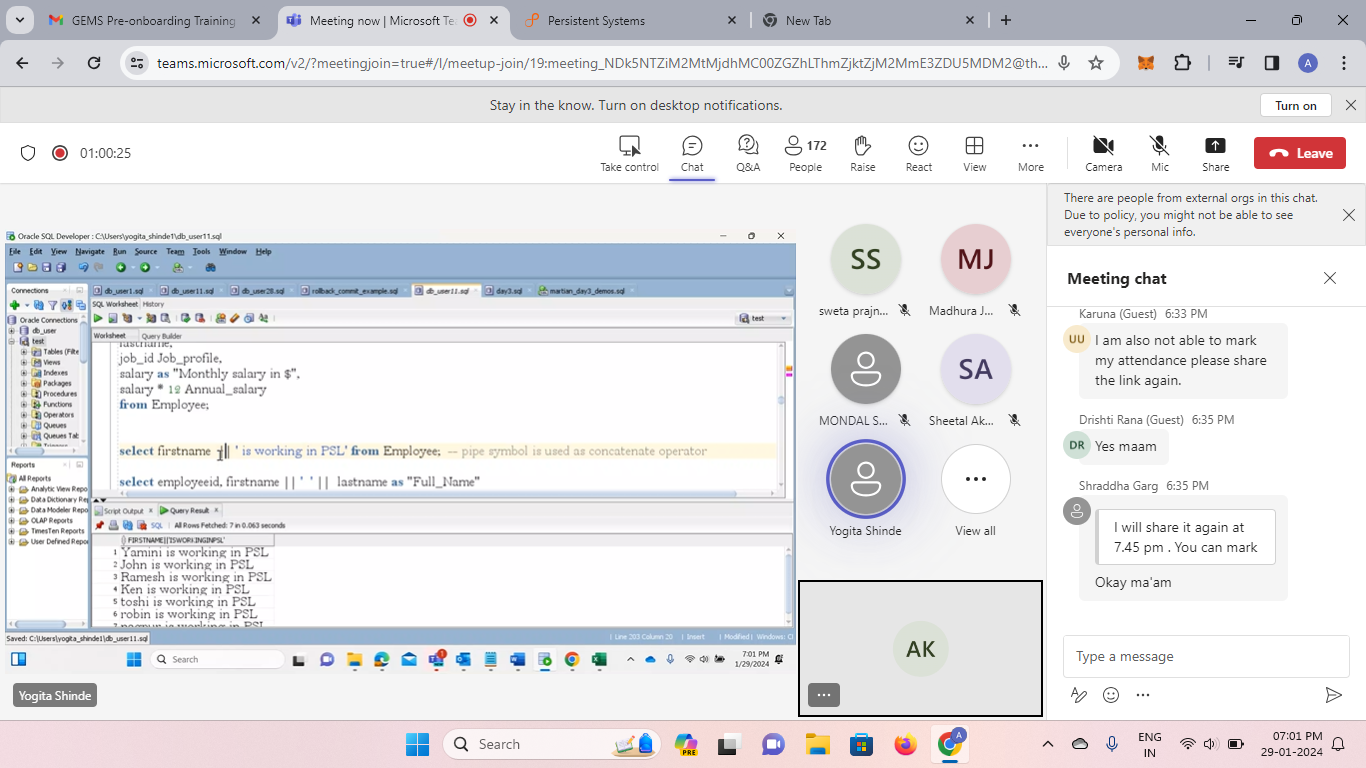 GEMS Pre-onboarding Training
Meeting now | Microsoft Te
Persistent Systems
New Tab
teams.microsoft.com/v2/?meetingjoin=true#/l/meetup-join/19:meeting_NDk5NTZiM2MtMjdhMC00ZGZhLThmZjktZjM2MmE3ZDU5MDM2@th...
A
Stay in the know. Turn on desktop notifications.
Turn on
01:00:25
Take control
Chat
Q&A
172
People
Raise
React
View
More
Camera
Mic
Share
Leave
Oracle SQL Developer : C:\Users\yogita_shinde1\db_user11.sql
File Edit View Navigate Run Source Team Tools Window Help
Connections
Oracle Connections
db_user
test
Tables (Filte
Views
Indexes
Packages
Procedures
Functions
Operators
Queues
Queues Tab
Reports
All Reports
Analytic View Repo
Data Dictionary Rep
Data Modeler Repo
OLAP Reports
TimesTen Reports
User Defined Repo
db_user1.sql
db_user11.sql
db_user28.sql
rollback_commit_example.sql
db_user11.sql
day3.sql
martian_day3_demos.sql
SQL Worksheet History
test
Worksheet Query Builder
lastname,
job_id Job_profile,
salary as "Monthly salary in $",
salary * 12 Annual_salary
from Employee;
select firstname || ' is working in PSL' from Employee; -- pipe symbol is used as concatenate operator
select employeeid, firstname || ' ' || lastname as "Full_Name"
Script Output
Query Result
SQL | All Rows Fetched: 7 in 0.063 seconds
FIRSTNAME||'ISWORKINGINPSL'
1 Yamini is working in PSL
2 John is working in PSL
3 Ramesh is working in PSL
4 Ken is working in PSL
5 toshi is working in PSL
6 robin is working in PSL
Saved: C:\Users\yogita_shinde1\db_user11.sql
Line 203 Column 20 | Insert | Modified | Windows: Cl
Search
7:01 PM
1/29/2024
Yogita Shinde
SS
sweta prajn...
MJ
Madhura J...
MONDAL S...
SA
Sheetal Ak...
Yogita Shinde
View all
AK
There are people from external orgs in this chat.
Due to policy, you might not be able to see
everyone's personal info.
Meeting chat
Karuna (Guest) 6:33 PM
UU
I am also not able to mark
my attendance please share
the link again.
Drishti Rana (Guest) 6:35 PM
DR
Yes maam
Shraddha Garg 6:35 PM
I will share it again at
7.45 pm . You can mark
Okay ma'am
Type a message
Search
PRE
A
ENG
IN
07:01 PM
29-01-2024